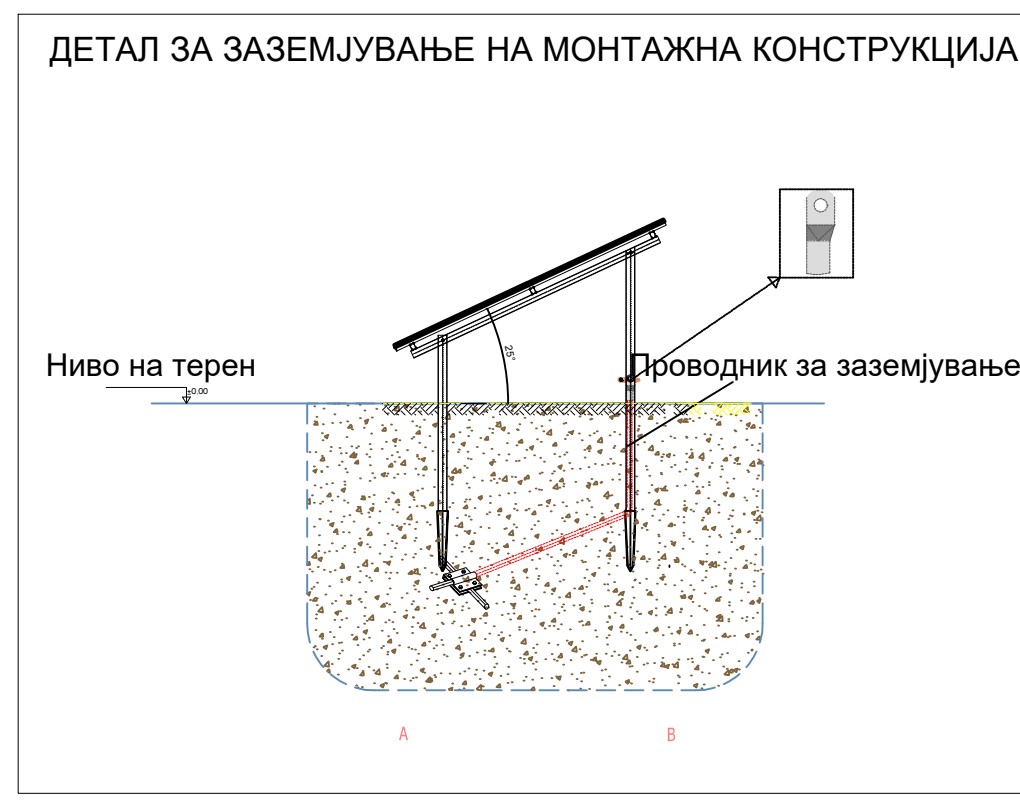 ДЕТАЛ ЗА ЗАЗЕМЈУВАЊЕ НА МОНТАЖНА КОНСТРУКЦИЈА
25°
Ниво на терен
Проводник за заземјување
±0.00
A
B